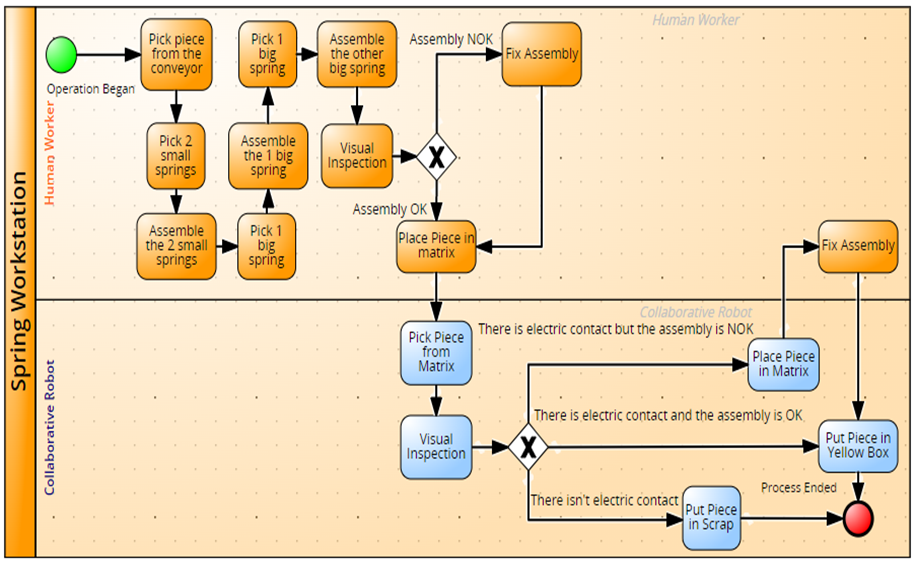 Spring Workstation
Human Worker
Human Worker
Operation Began
Pick piece
from the
conveyor
Pick 2
small
springs
Assemble
the 2 small
springs
Pick 1
big
spring
Assemble
the 1 big
spring
Pick 1
big
spring
Assemble
the other
big spring
Visual
Inspection
Assembly NOK
Fix Assembly
Assembly OK
Place Piece in
matrix
Fix Assembly
Collaborative Robot
Collaborative Robot
Pick Piece
from
Matrix
Visual
Inspection
There is electric contact but the assembly is NOK
Place Piece
in Matrix
There is electric contact and the assembly is OK
Put Piece in
Yellow Box
There isn't electric contact
Put Piece
in Scrap
Process Ended